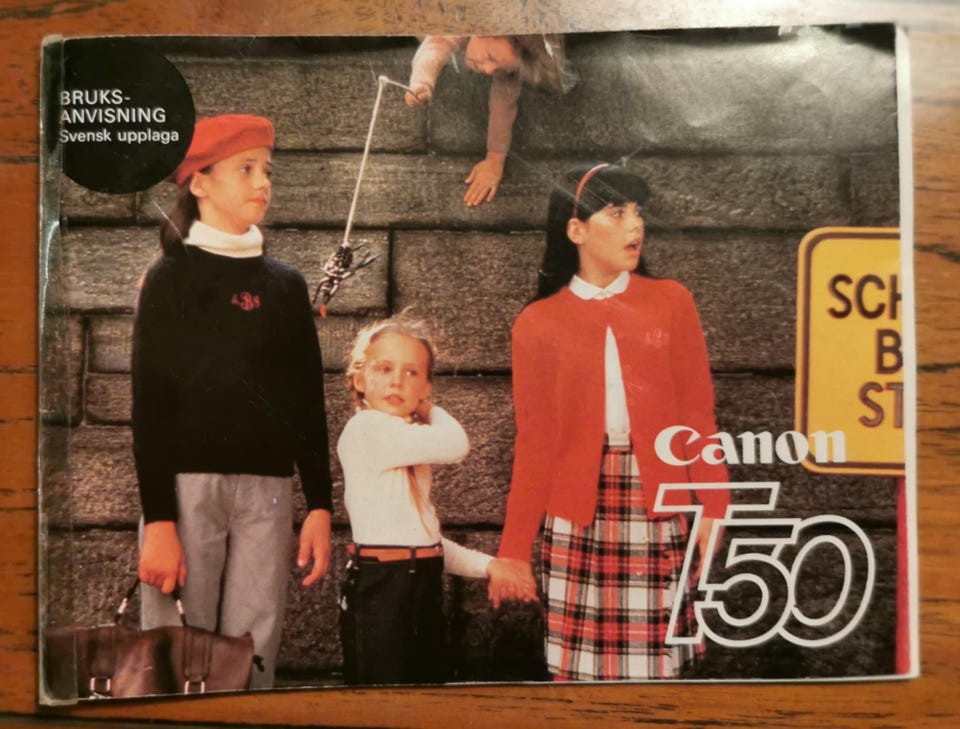 BRUKS-
ANVISNING
Svensk upplaga
SCH
B
ST
Canon
T50